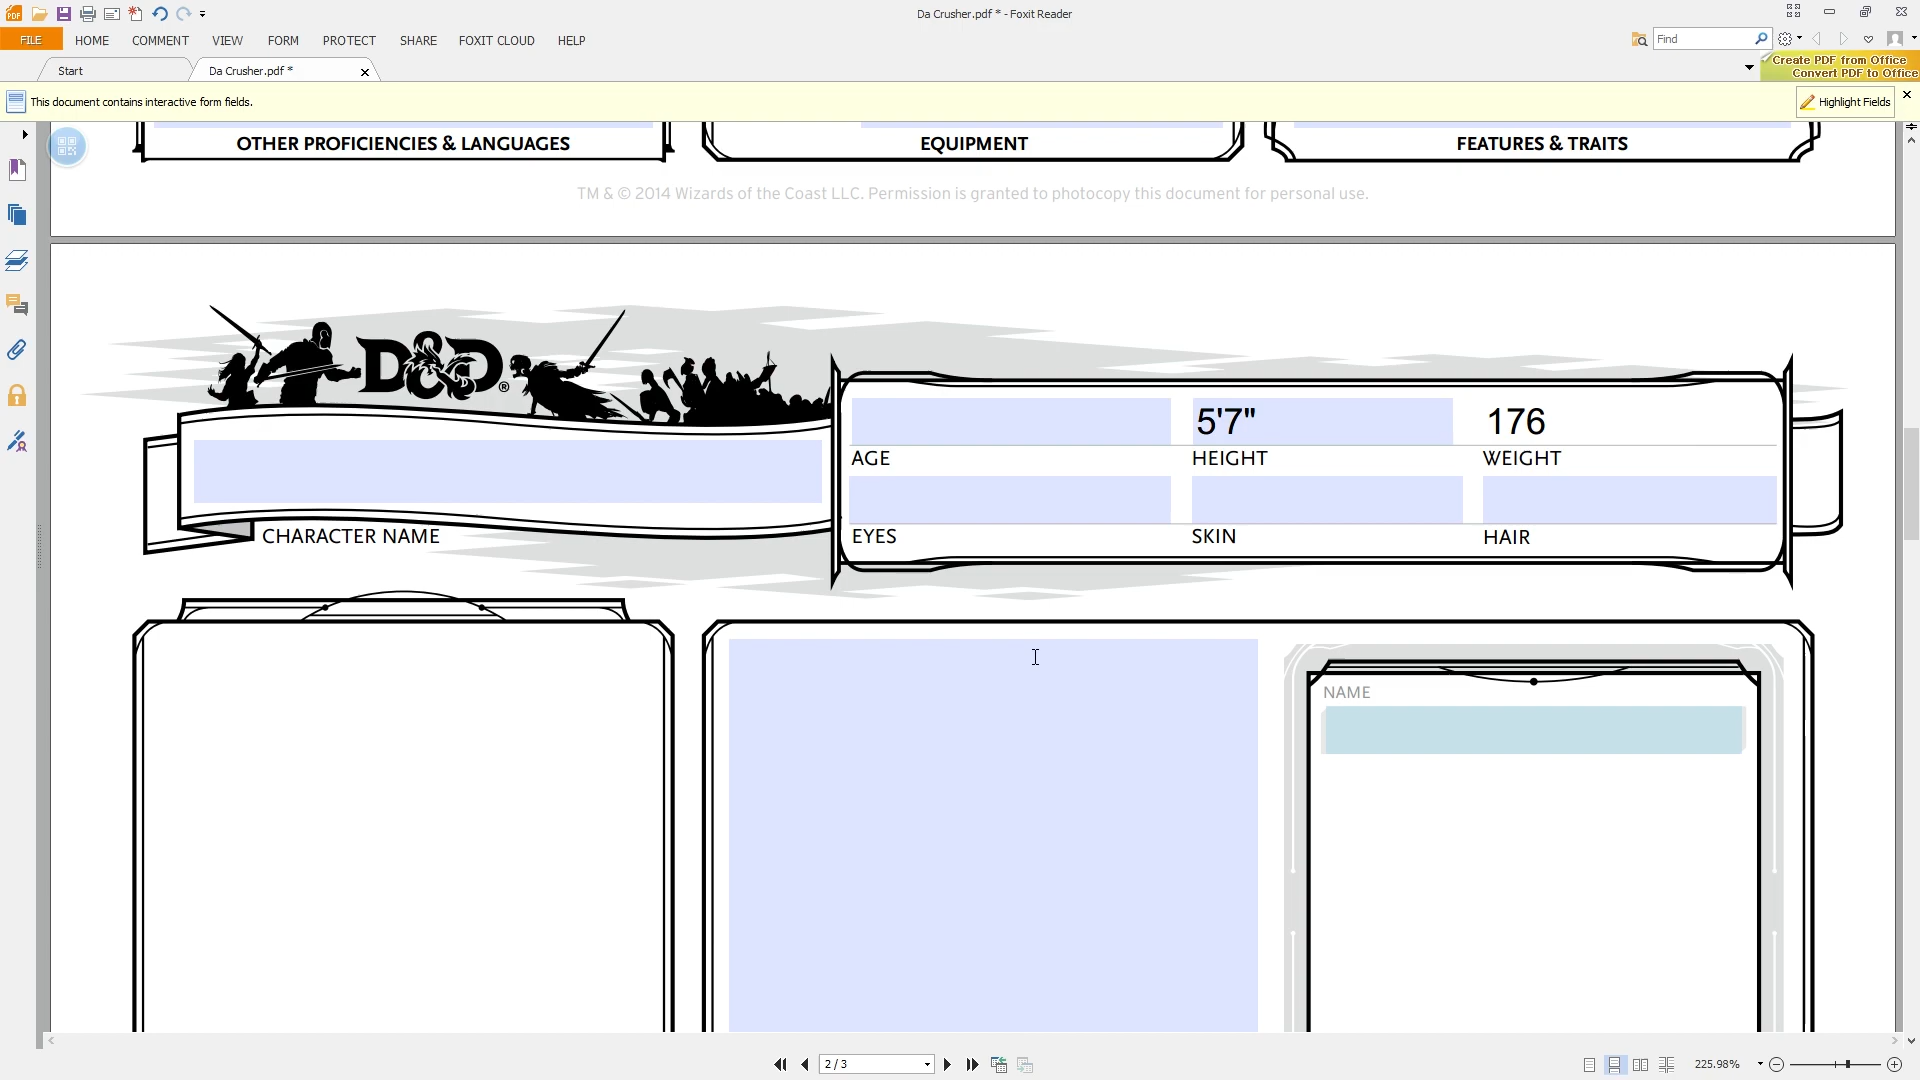 Da Crusher.pdf * - Foxit Reader
FILE HOME COMMENT VIEW FORM PROTECT SHARE FOXIT CLOUD HELP
Find
Start
Da Crusher.pdf *
Create PDF from Office
Convert PDF to Office
This document contains interactive form fields.
Highlight Fields
OTHER PROFICIENCIES & LANGUAGES
EQUIPMENT
FEATURES & TRAITS
TM & © 2014 Wizards of the Coast LLC. Permission is granted to photocopy this document for personal use.
D&D®
5'7" 176
AGE HEIGHT WEIGHT
CHARACTER NAME
EYES SKIN HAIR
NAME
2 / 3
225.98%